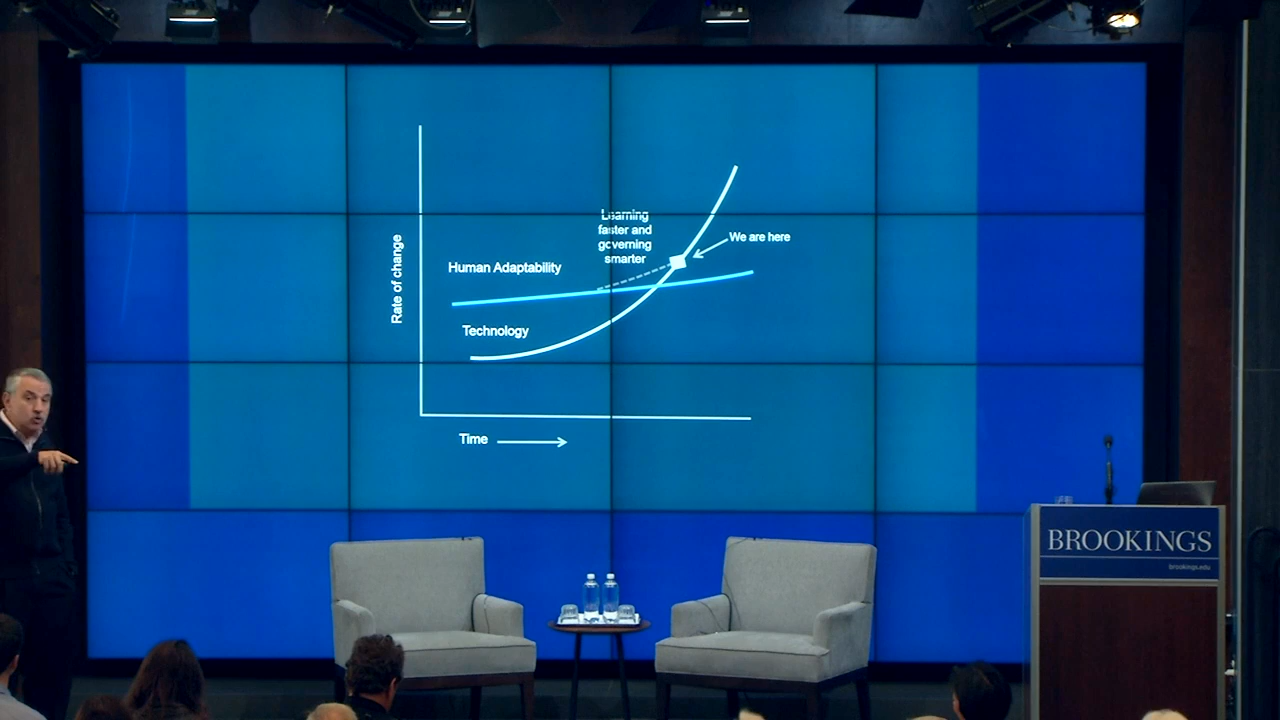 Learning
faster and
governing
smarter
We are here
Human Adaptability
Rate of change
Technology
Time
BROOKINGS
brookings.edu